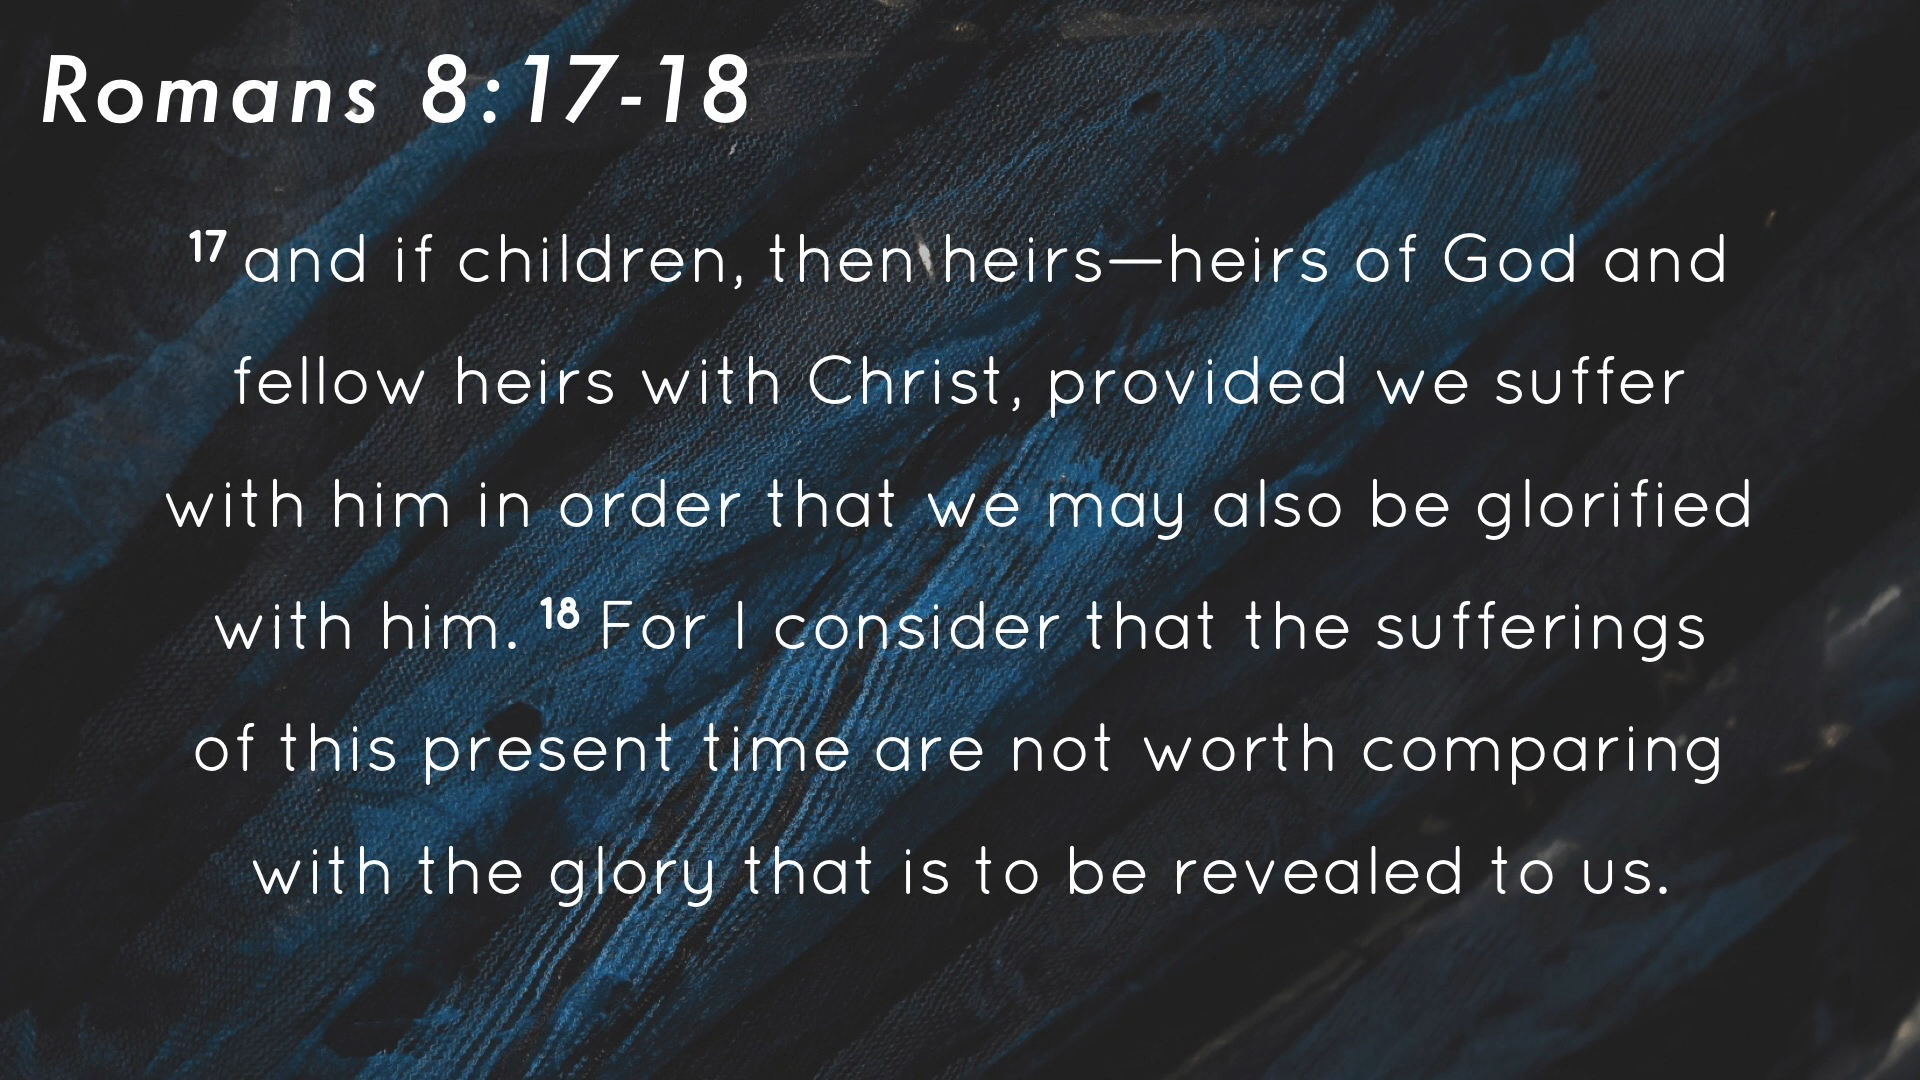 Romans 8:17-18
17 and if children, then heirs—heirs of God and
fellow heirs with Christ, provided we suffer
with him in order that we may also be glorified
with him. 18 For I consider that the sufferings
of this present time are not worth comparing
with the glory that is to be revealed to us.